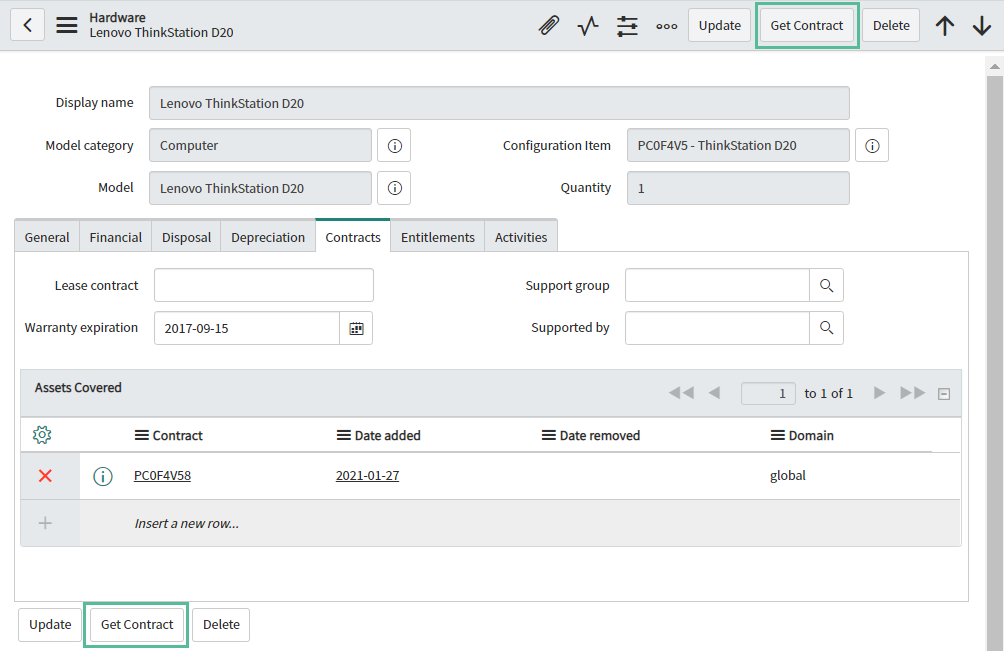 Hardware
Lenovo ThinkStation D20
Update Get Contract Delete
Display name Lenovo ThinkStation D20
Model category Computer Configuration Item PC0F4V5 - ThinkStation D20
Model Lenovo ThinkStation D20 Quantity 1
General Financial Disposal Depreciation Contracts Entitlements Activities
Lease contract Support group
Warranty expiration 2017-09-15 Supported by
Assets Covered 1 to 1 of 1
Contract Date added Date removed Domain
PC0F4V58 2021-01-27 global
Insert a new row...
Update Get Contract Delete